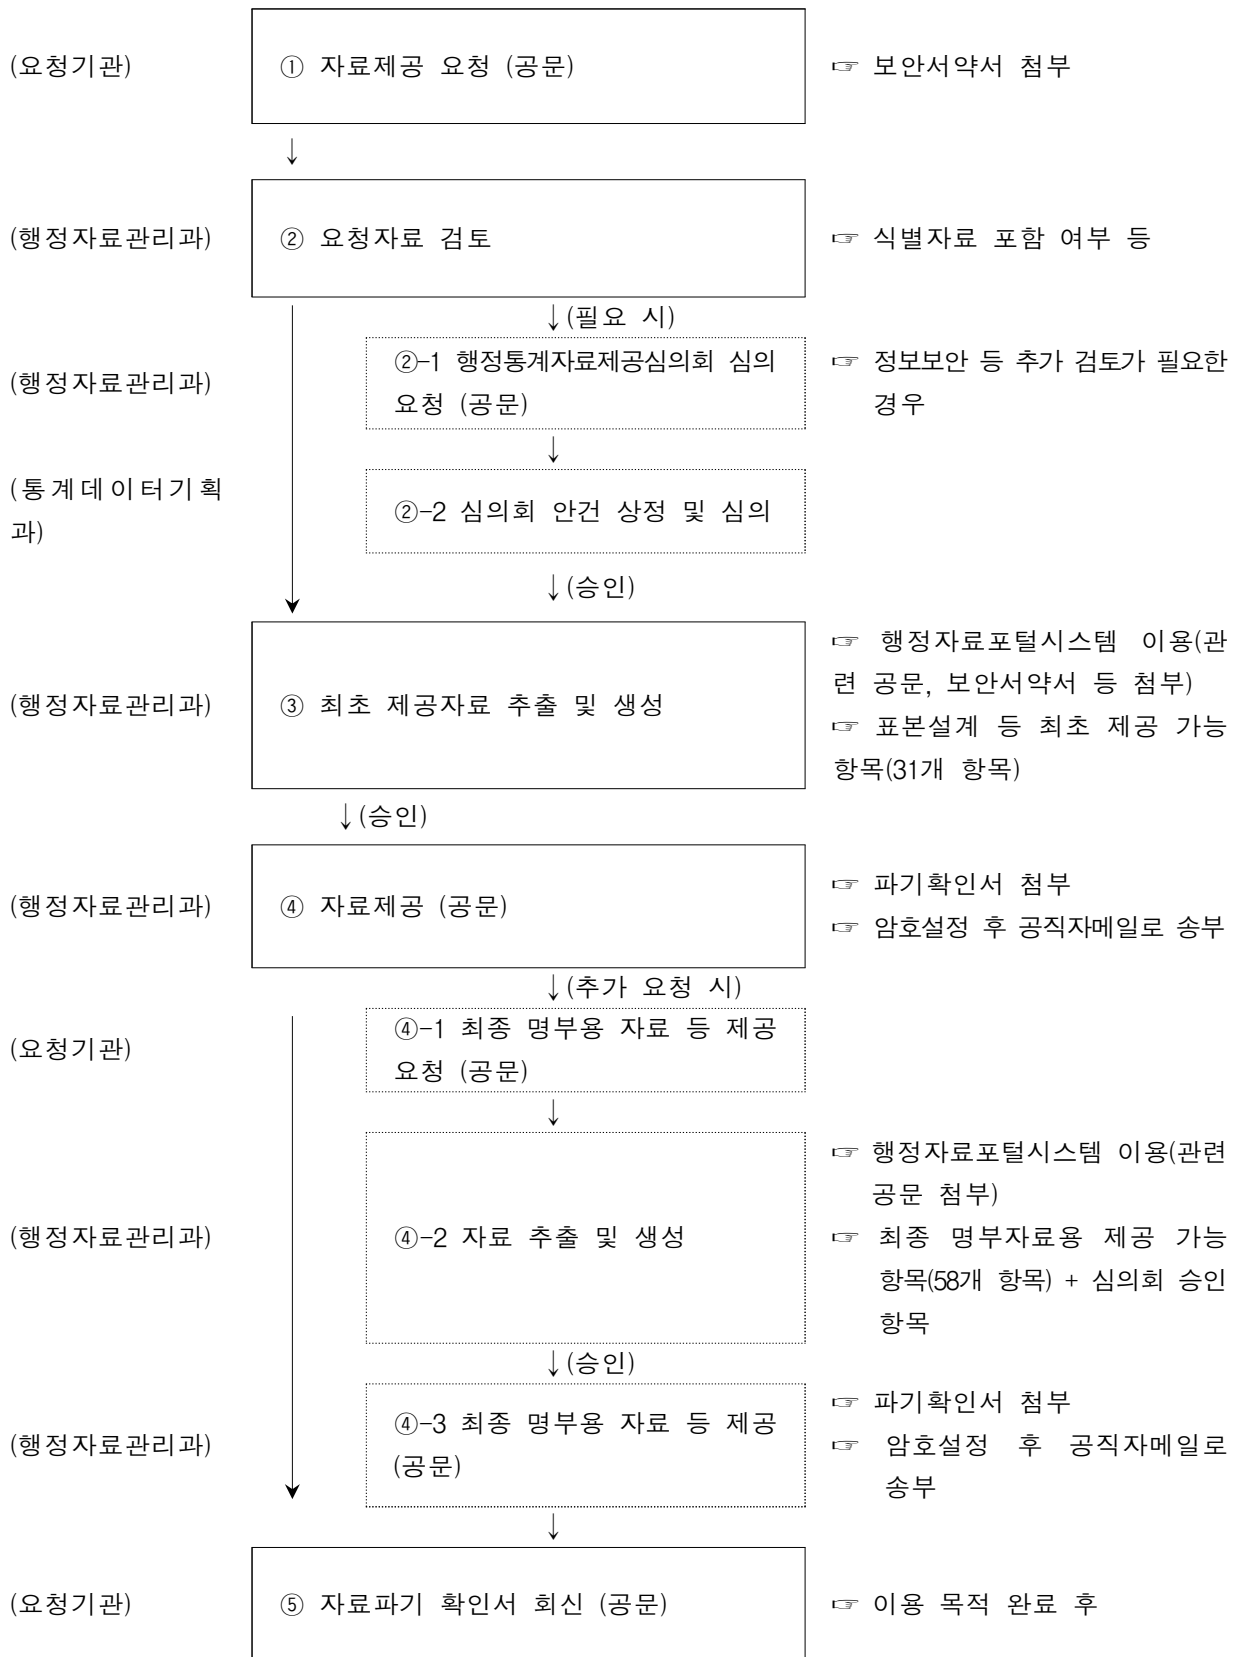 (요청기관)
① 자료제공 요청 (공문)
☞ 보안서약서 첨부
↓
(행정자료관리과)
② 요청자료 검토
☞ 식별자료 포함 여부 등
↓(필요 시)
(행정자료관리과)
②-1 행정통계자료제공심의회 심의
요청 (공문)
☞ 정보보안 등 추가 검토가 필요한
경우
↓
(통계데이터기획
과)
②-2 심의회 안건 상정 및 심의
↓(승인)
(행정자료관리과)
③ 최초 제공자료 추출 및 생성
☞ 행정자료포털시스템 이용(관
련 공문, 보안서약서 등 첨부)
☞ 표본설계 등 최초 제공 가능
항목(31개 항목)
↓(승인)
(행정자료관리과)
④ 자료제공 (공문)
☞ 파기확인서 첨부
☞ 암호설정 후 공직자메일로 송부
↓(추가 요청 시)
(요청기관)
④-1 최종 명부용 자료 등 제공
요청 (공문)
↓
(행정자료관리과)
④-2 자료 추출 및 생성
☞ 행정자료포털시스템 이용(관련
공문 첨부)
☞ 최종 명부자료용 제공 가능
항목(58개 항목) + 심의회 승인
항목
↓(승인)
(행정자료관리과)
④-3 최종 명부용 자료 등 제공
(공문)
☞ 파기확인서 첨부
☞ 암호설정 후 공직자메일로
송부
↓
(요청기관)
⑤ 자료파기 확인서 회신 (공문)
☞ 이용 목적 완료 후